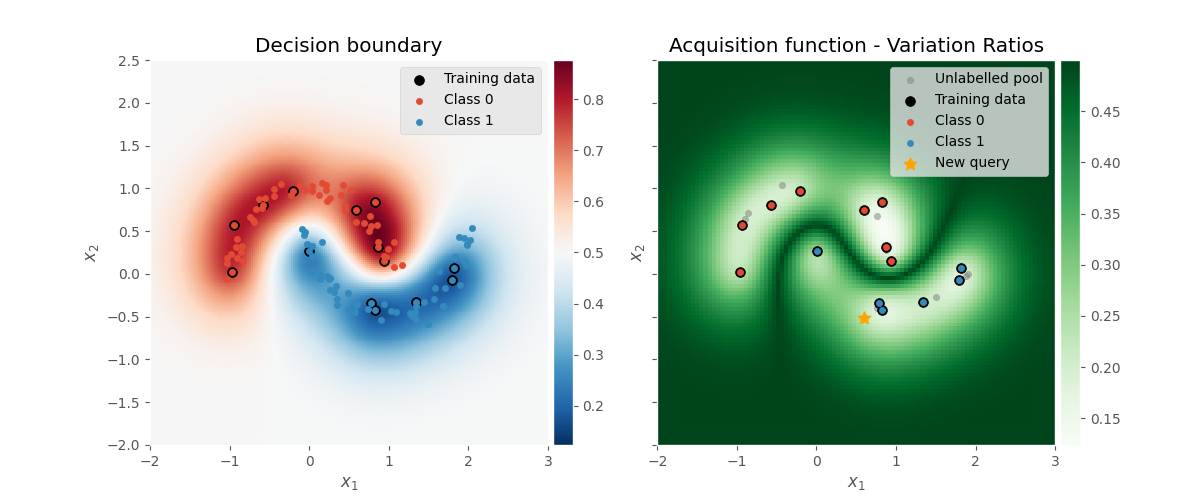 Decision boundary
Training data
Class 0
Class 1
2.5
2.0
1.5
1.0
0.5
0.0
−0.5
−1.0
−1.5
−2.0
x₂
−2
−1
0
1
2
3
x₁
0.8
0.7
0.6
0.5
0.4
0.3
0.2
Acquisition function - Variation Ratios
Unlabelled pool
Training data
Class 0
Class 1
New query
x₂
−2
−1
0
1
2
3
x₁
0.45
0.40
0.35
0.30
0.25
0.20
0.15